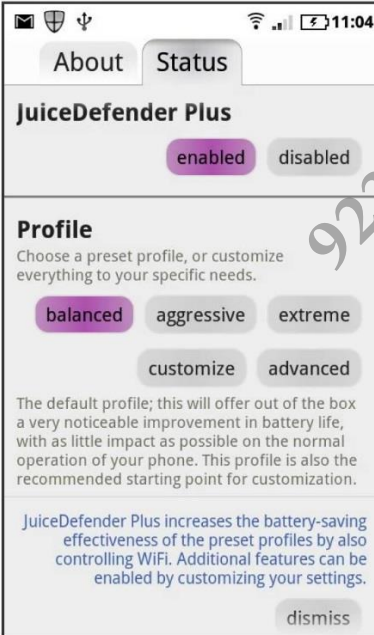 11:04
About Status
JuiceDefender Plus
enabled disabled
Profile
Choose a preset profile, or customize
everything to your specific needs.
balanced aggressive extreme
customize advanced
The default profile; this will offer out of the box
a very noticeable improvement in battery life,
with as little impact as possible on the normal
operation of your phone. This profile is also the
recommended starting point for customization.
JuiceDefender Plus increases the battery-saving
effectiveness of the preset profiles by also
controlling WiFi. Additional features can be
enabled by customizing your settings.
dismiss